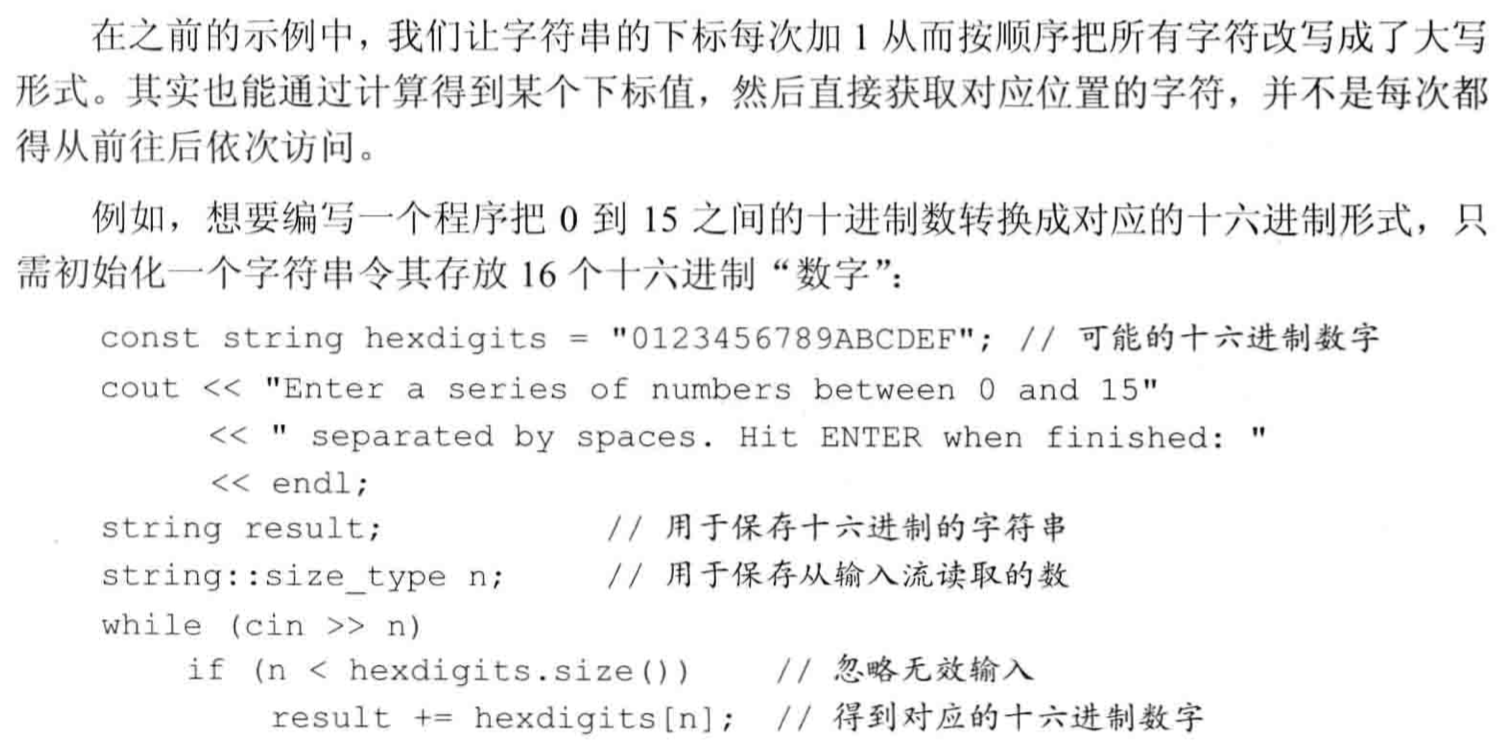 在之前的示例中，我们让字符串的下标每次加 1 从而按顺序把所有字符改写成了大写
形式。其实也能通过计算得到某个下标值，然后直接获取对应位置的字符，并不是每次都
得从前往后依次访问。
例如，想要编写一个程序把 0 到 15 之间的十进制数转换成对应的十六进制形式，只
需初始化一个字符串令其存放 16 个十六进制“数字”：
const string hexdigits = "0123456789ABCDEF"; // 可能的十六进制数字
cout << "Enter a series of numbers between 0 and 15"
     << " separated by spaces. Hit ENTER when finished: "
     << endl;
string result;            // 用于保存十六进制的字符串
string::size_type n;      // 用于保存从输入流读取的数
while (cin >> n)
    if (n < hexdigits.size())    // 忽略无效输入
        result += hexdigits[n];  // 得到对应的十六进制数字